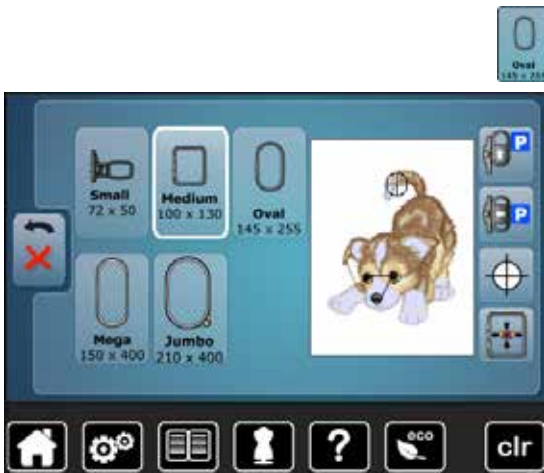 Oval
145 x 255
Small
72 x 50
Medium
100 x 130
Oval
145 x 255
P
P
Mega
150 x 400
Jumbo
210 x 400
?
eco
clr